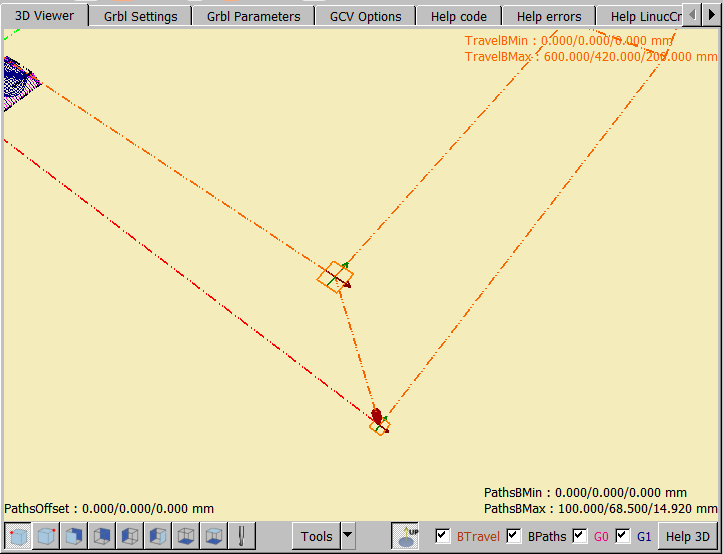 3D Viewer
Grbl Settings
Grbl Parameters
GCV Options
Help code
Help errors
Help LinucCr
TravelBMin : 0.000/0.000/0.000 mm
TravelBMax : 600.000/420.000/200.000 mm
PathsBMin : 0.000/0.000/0.000 mm
PathsOffset : 0.000/0.000/0.000 mm
PathsBMax : 100.000/68.500/14.920 mm
Tools
UP
BTravel
BPaths
G0
G1
Help 3D